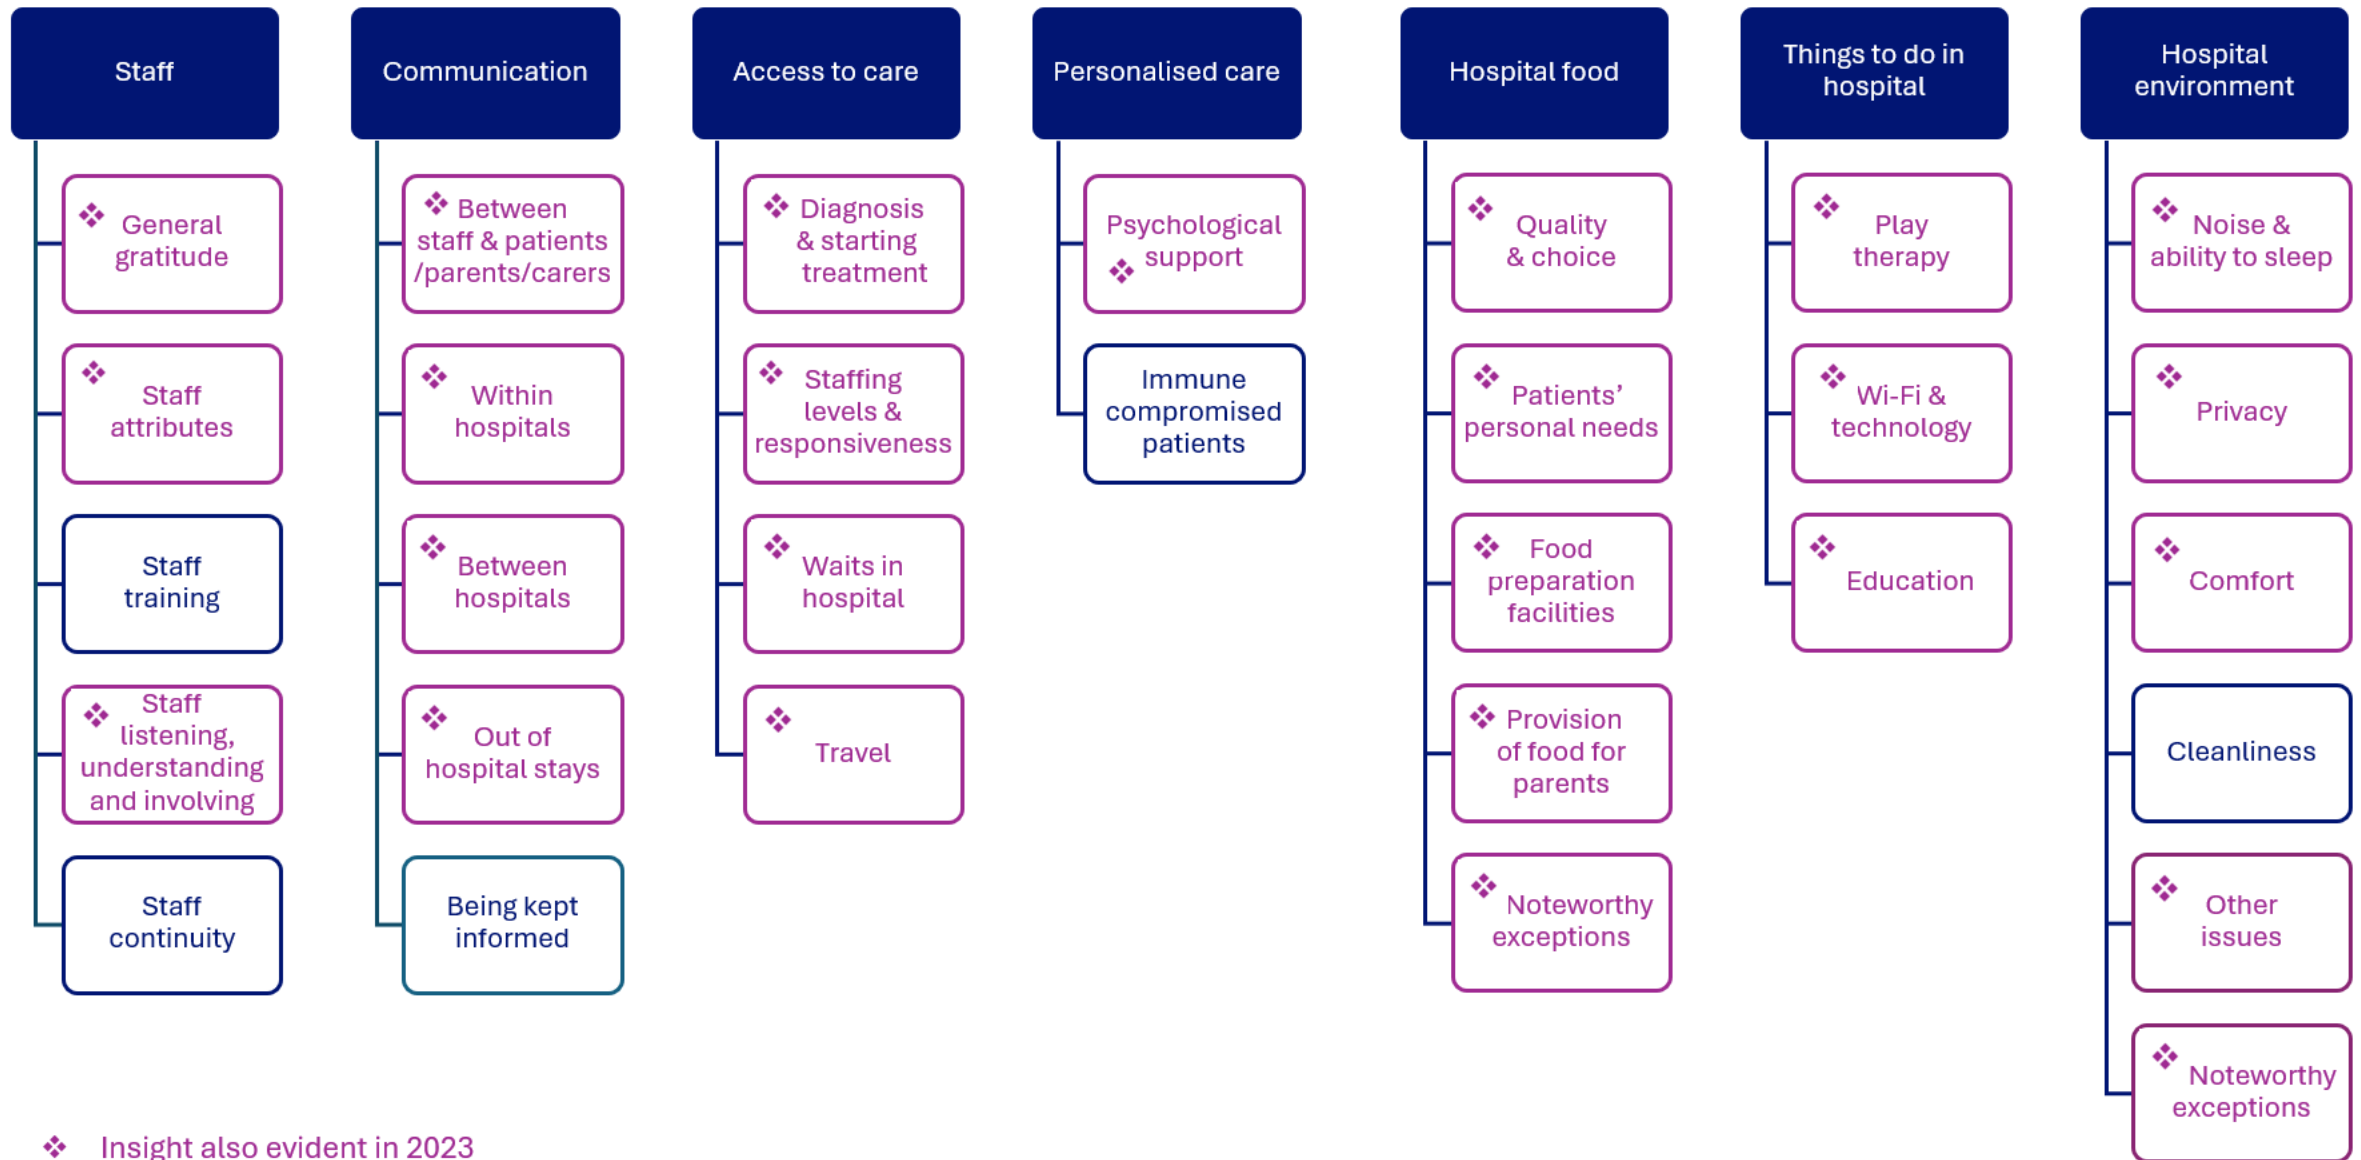 Staff
General
gratitude
Staff
attributes
Staff
training
Staff
listening,
understanding
and involving
Staff
continuity
Communication
Between
staff & patients
/parents/carers
Within
hospitals
Between
hospitals
Out of
hospital stays
Being kept
informed
Access to care
Diagnosis
& starting
treatment
Staffing
levels &
responsiveness
Waits in
hospital
Travel
Personalised care
Psychological
support
Immune
compromised
patients
Hospital food
Quality
& choice
Patients’
personal needs
Food
preparation
facilities
Provision
of food for
parents
Noteworthy
exceptions
Things to do in
hospital
Play
therapy
Wi-Fi &
technology
Education
Hospital
environment
Noise &
ability to sleep
Privacy
Comfort
Cleanliness
Other
issues
Noteworthy
exceptions
Insight also evident in 2023